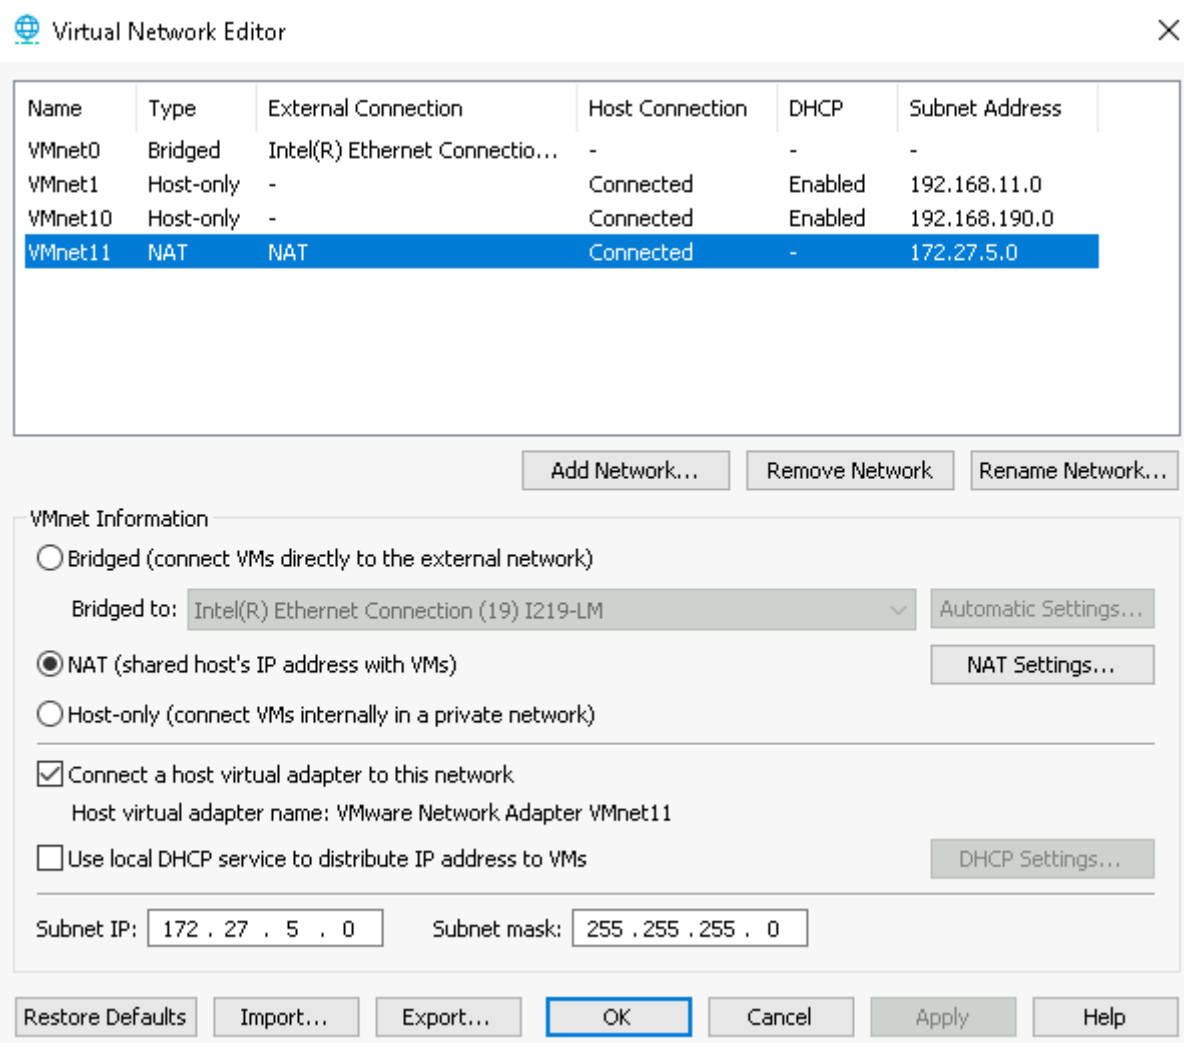 Virtual Network Editor
Name Type External Connection Host Connection DHCP Subnet Address
VMnet0 Bridged Intel(R) Ethernet Connectio... - - -
VMnet1 Host-only - Connected Enabled 192.168.11.0
VMnet10 Host-only - Connected Enabled 192.168.190.0
VMnet11 NAT NAT Connected - 172.27.5.0
Add Network... Remove Network Rename Network...
VMnet Information
Bridged (connect VMs directly to the external network)
Bridged to: Intel(R) Ethernet Connection (19) I219-LM Automatic Settings...
NAT (shared host's IP address with VMs) NAT Settings...
Host-only (connect VMs internally in a private network)
Connect a host virtual adapter to this network
Host virtual adapter name: VMware Network Adapter VMnet11
Use local DHCP service to distribute IP address to VMs DHCP Settings...
Subnet IP: 172 . 27 . 5 . 0 Subnet mask: 255 . 255 . 255 . 0
Restore Defaults Import... Export... OK Cancel Apply Help